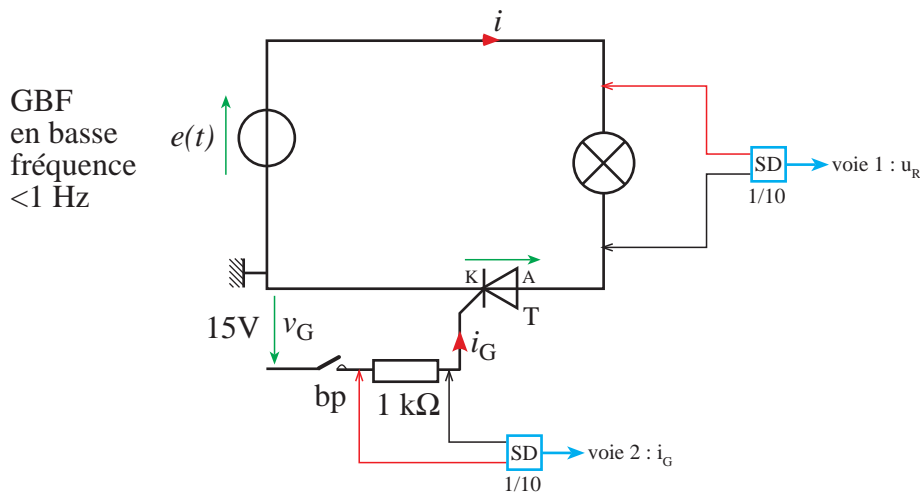 i
GBF
en basse
fréquence
<1 Hz
e(t)
SD
voie 1 : uR
1/10
K
A
T
15V
vG
iG
bp
1 kΩ
SD
voie 2 : iG
1/10